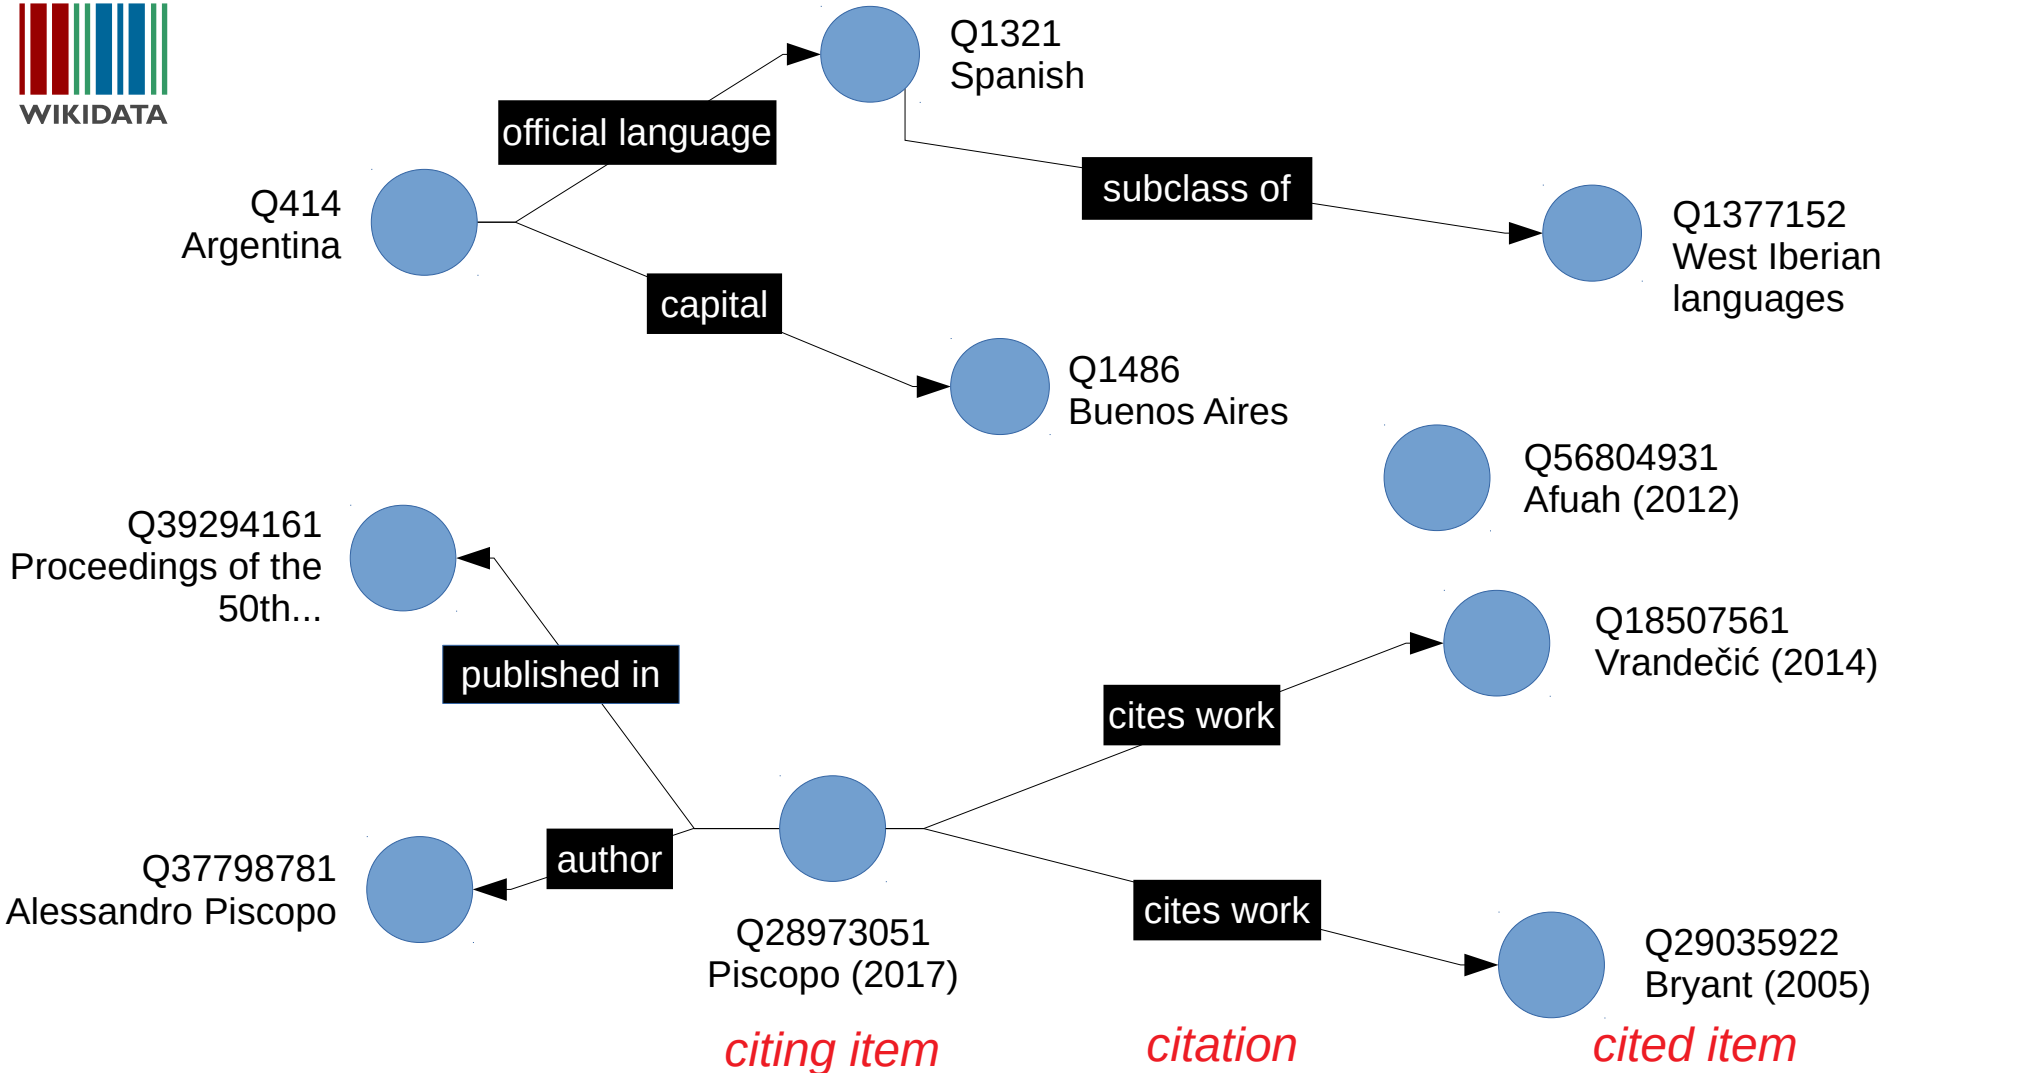 WIKIDATA
Q1321
Spanish
official language
subclass of
Q414
Argentina
Q1377152
West Iberian
languages
capital
Q1486
Buenos Aires
Q56804931
Afuah (2012)
Q39294161
Proceedings of the
50th...
Q18507561
Vrandečić (2014)
published in
cites work
author
Q37798781
Alessandro Piscopo
cites work
Q28973051
Piscopo (2017)
Q29035922
Bryant (2005)
citing item
citation
cited item